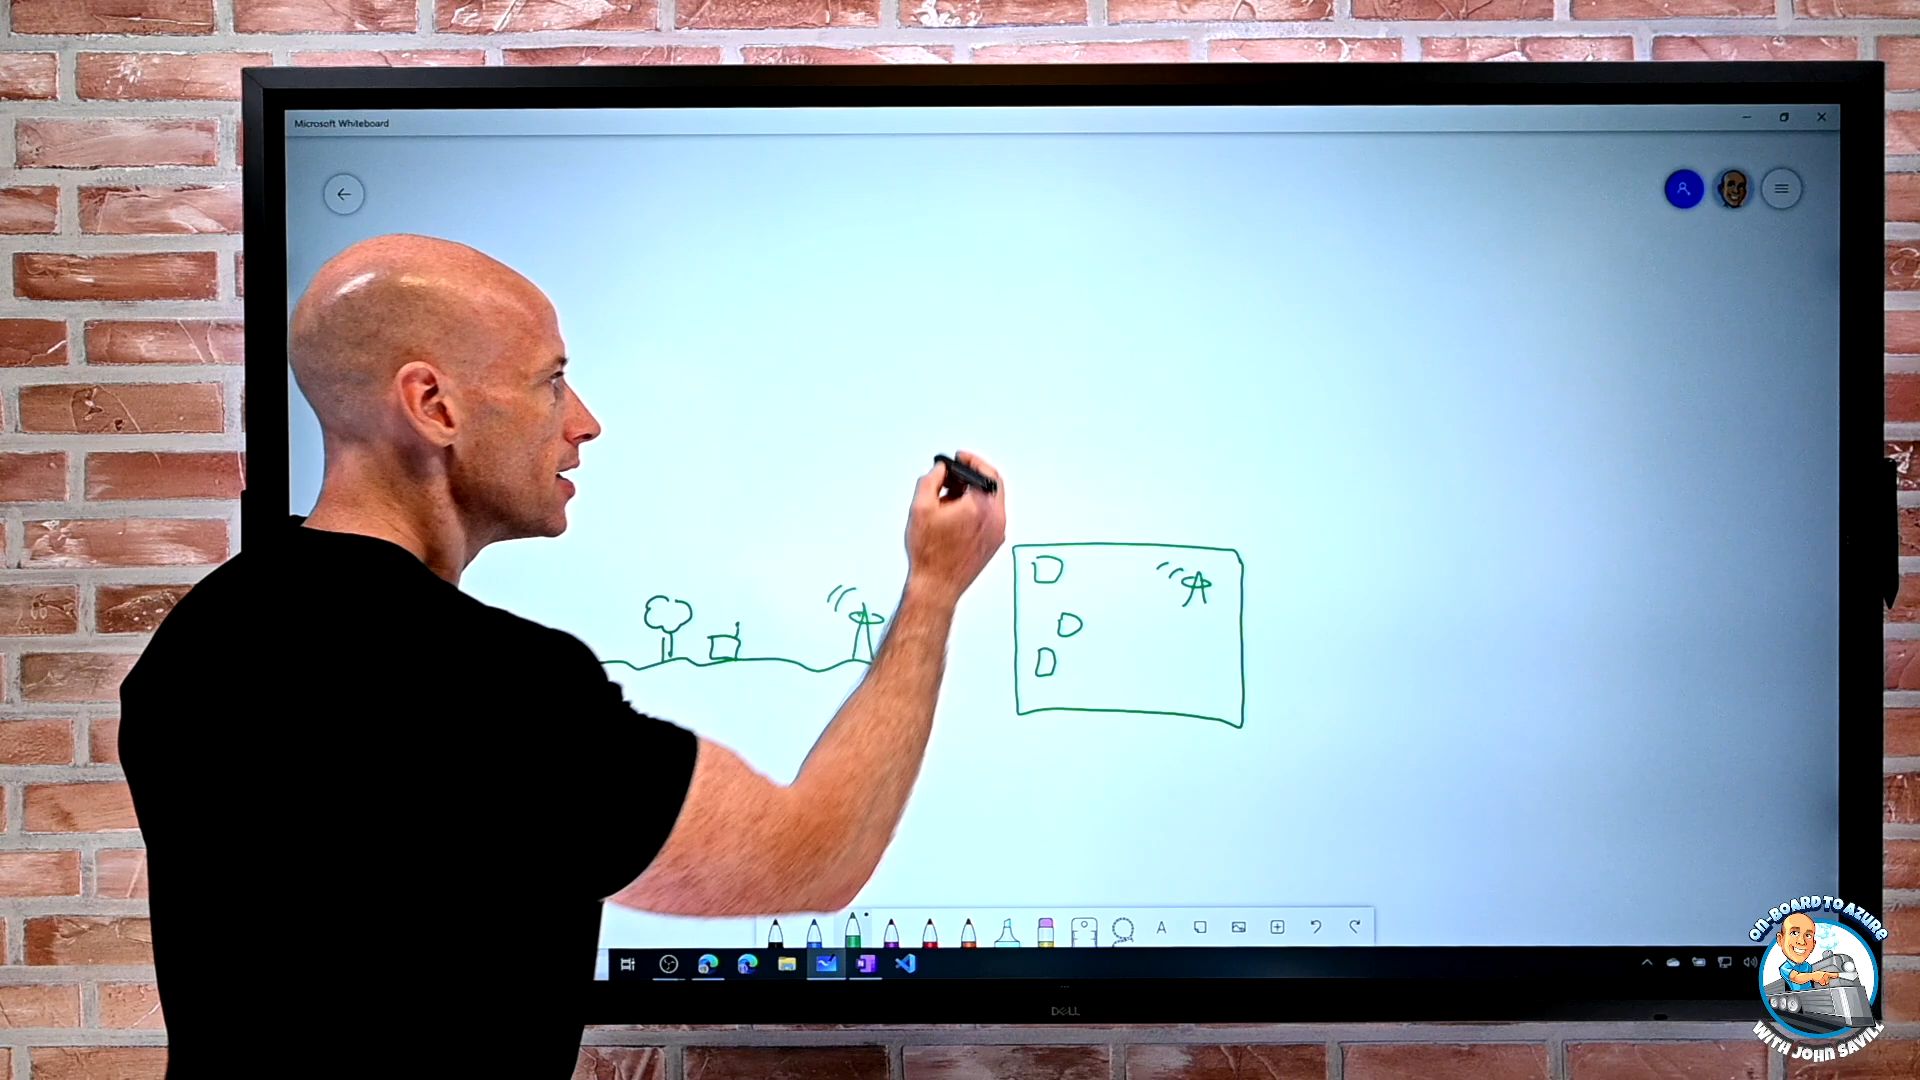 Microsoft Whiteboard
D
D
D
A
DELL
ON-BOARD TO AZURE
WITH JOHN SAVILL